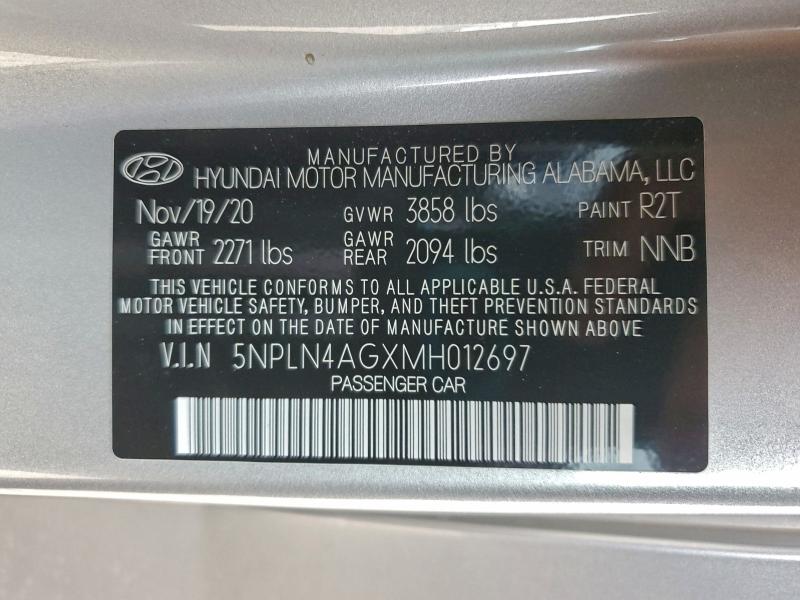 MANUFACTURED BY
HYUNDAI MOTOR MANUFACTURING ALABAMA, LLC
Nov/19/20 GVWR 3858 lbs PAINT R2T
GAWR FRONT 2271 lbs GAWR REAR 2094 lbs TRIM NNB
THIS VEHICLE CONFORMS TO ALL APPLICABLE U.S.A. FEDERAL
MOTOR VEHICLE SAFETY, BUMPER, AND THEFT PREVENTION STANDARDS
IN EFFECT ON THE DATE OF MANUFACTURE SHOWN ABOVE
V.I.N 5NPLN4AGXMH012697
PASSENGER CAR